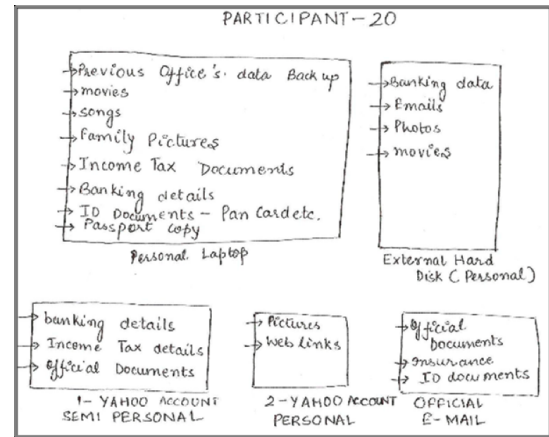 PARTICIPANT-20
→Previous Office's. data Back up
→movies
→songs
→Family Pictures
→Income Tax Documents
→Banking details
→ID Documents - Pan Card etc.
→Passport copy
Personal Laptop
→Banking data
→Emails
→Photos
→movies
External Hard
Disk (Personal)
→banking details
→Income Tax details
→Official Documents
1- YAHOO ACCOUNT
SEMI PERSONAL
→Pictures
→Web links
2-YAHOO ACCOUNT
PERSONAL
→Official
Documents
→Insurance
→ID documents
OFFICIAL
E-MAIL